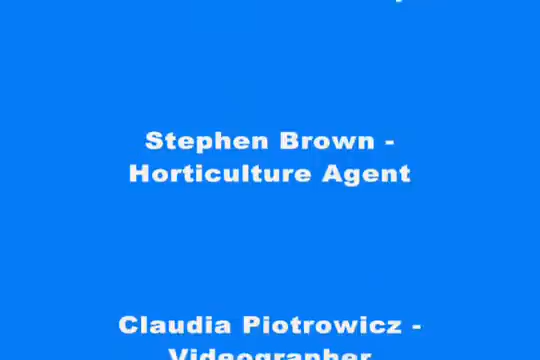 Stephen Brown -
Horticulture Agent
Claudia Piotrowicz -
Videographer